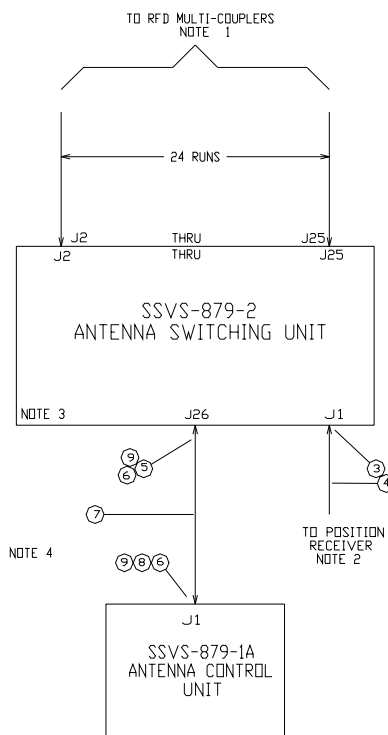 TO RFD MULTI-COUPLERS
NOTE 1
24 RUNS
J2 THRU J25
J2 THRU J25
SSVS-879-2
ANTENNA SWITCHING UNIT
NOTE 3 J26 J1
9
6 5
3
4
7
TO POSITION
RECEIVER
NOTE 2
NOTE 4
9 8 6
J1
SSVS-879-1A
ANTENNA CONTROL
UNIT